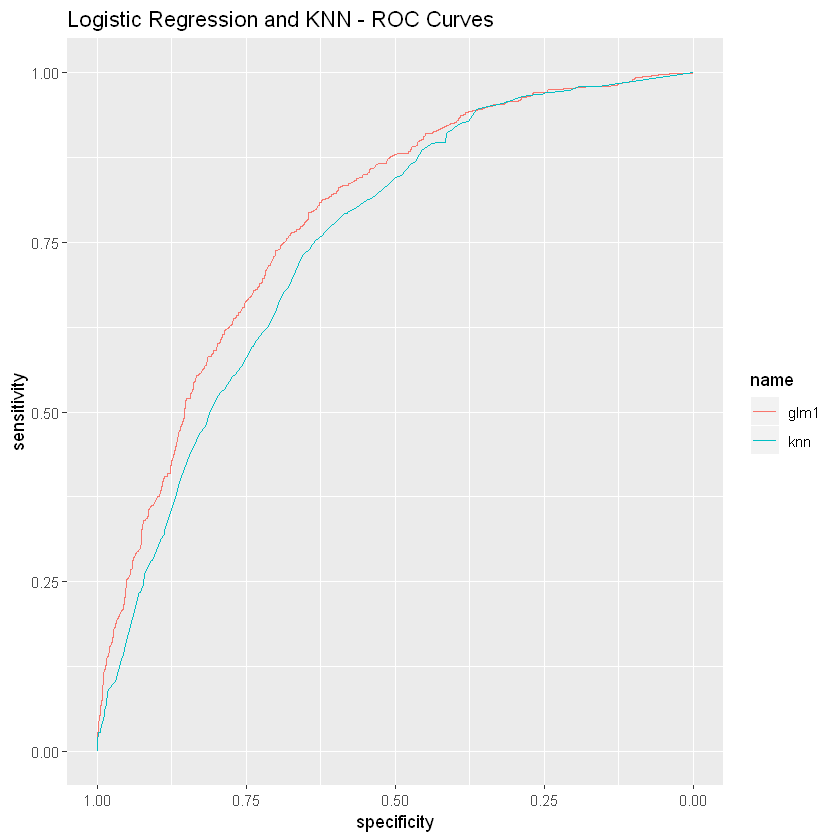 Logistic Regression and KNN - ROC Curves
1.00
0.75
0.50
0.25
0.00
sensitivity
1.00
0.75
0.50
0.25
0.00
specificity
name
glm1
knn